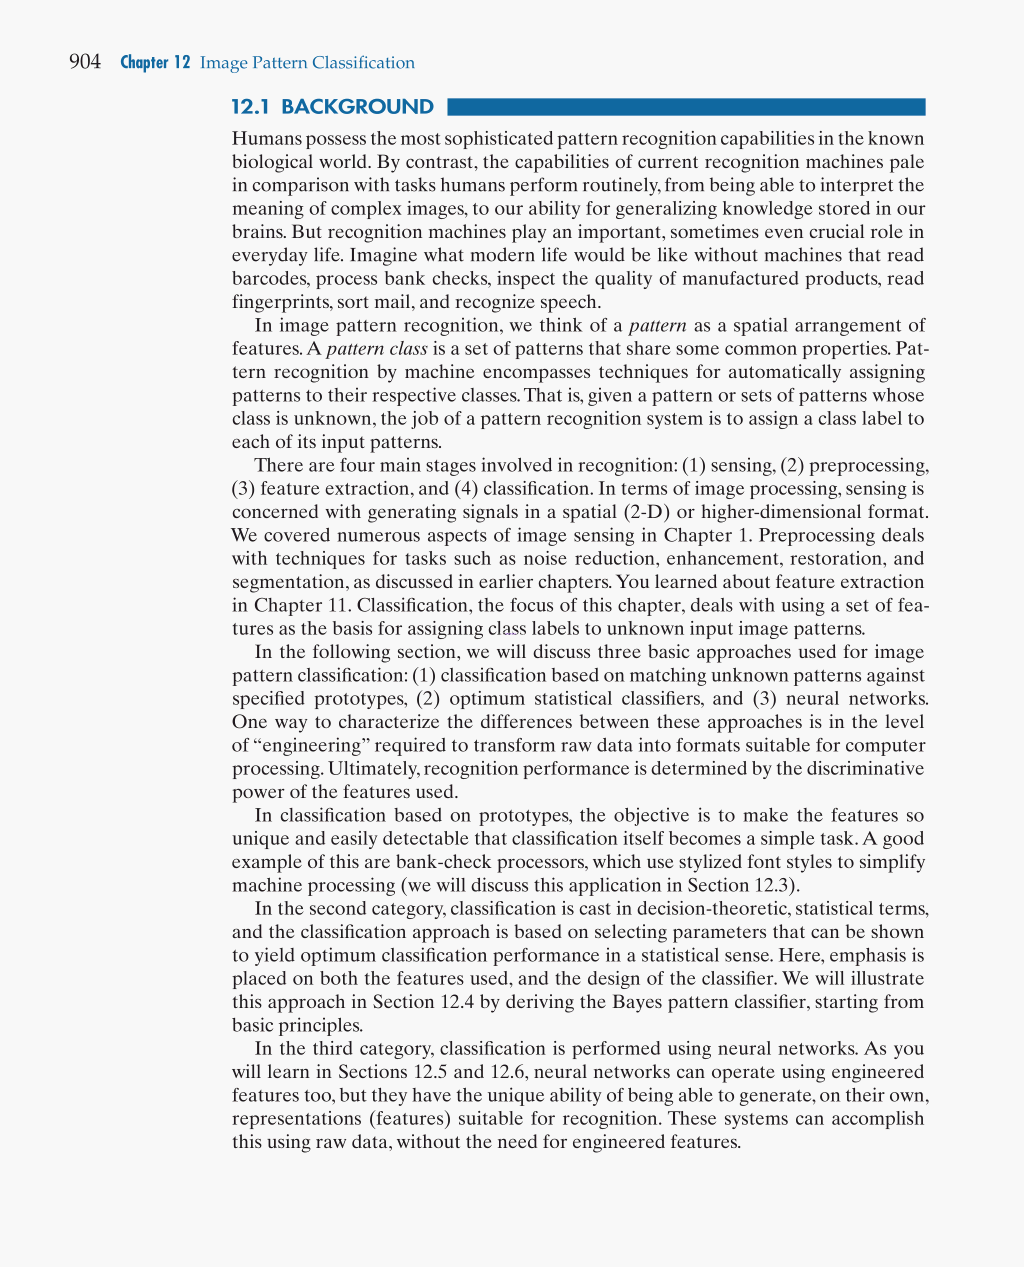 904 Chapter 12 Image Pattern Classification
12.1 BACKGROUND
Humans possess the most sophisticated pattern recognition capabilities in the known
biological world. By contrast, the capabilities of current recognition machines pale
in comparison with tasks humans perform routinely, from being able to interpret the
meaning of complex images, to our ability for generalizing knowledge stored in our
brains. But recognition machines play an important, sometimes even crucial role in
everyday life. Imagine what modern life would be like without machines that read
barcodes, process bank checks, inspect the quality of manufactured products, read
fingerprints, sort mail, and recognize speech.
In image pattern recognition, we think of a pattern as a spatial arrangement of
features. A pattern class is a set of patterns that share some common properties. Pat-
tern recognition by machine encompasses techniques for automatically assigning
patterns to their respective classes. That is, given a pattern or sets of patterns whose
class is unknown, the job of a pattern recognition system is to assign a class label to
each of its input patterns.
There are four main stages involved in recognition: (1) sensing, (2) preprocessing,
(3) feature extraction, and (4) classification. In terms of image processing, sensing is
concerned with generating signals in a spatial (2-D) or higher-dimensional format.
We covered numerous aspects of image sensing in Chapter 1. Preprocessing deals
with techniques for tasks such as noise reduction, enhancement, restoration, and
segmentation, as discussed in earlier chapters. You learned about feature extraction
in Chapter 11. Classification, the focus of this chapter, deals with using a set of fea-
tures as the basis for assigning class labels to unknown input image patterns.
In the following section, we will discuss three basic approaches used for image
pattern classification: (1) classification based on matching unknown patterns against
specified prototypes, (2) optimum statistical classifiers, and (3) neural networks.
One way to characterize the differences between these approaches is in the level
of “engineering” required to transform raw data into formats suitable for computer
processing. Ultimately, recognition performance is determined by the discriminative
power of the features used.
In classification based on prototypes, the objective is to make the features so
unique and easily detectable that classification itself becomes a simple task. A good
example of this are bank-check processors, which use stylized font styles to simplify
machine processing (we will discuss this application in Section 12.3).
In the second category, classification is cast in decision-theoretic, statistical terms,
and the classification approach is based on selecting parameters that can be shown
to yield optimum classification performance in a statistical sense. Here, emphasis is
placed on both the features used, and the design of the classifier. We will illustrate
this approach in Section 12.4 by deriving the Bayes pattern classifier, starting from
basic principles.
In the third category, classification is performed using neural networks. As you
will learn in Sections 12.5 and 12.6, neural networks can operate using engineered
features too, but they have the unique ability of being able to generate, on their own,
representations (features) suitable for recognition. These systems can accomplish
this using raw data, without the need for engineered features.